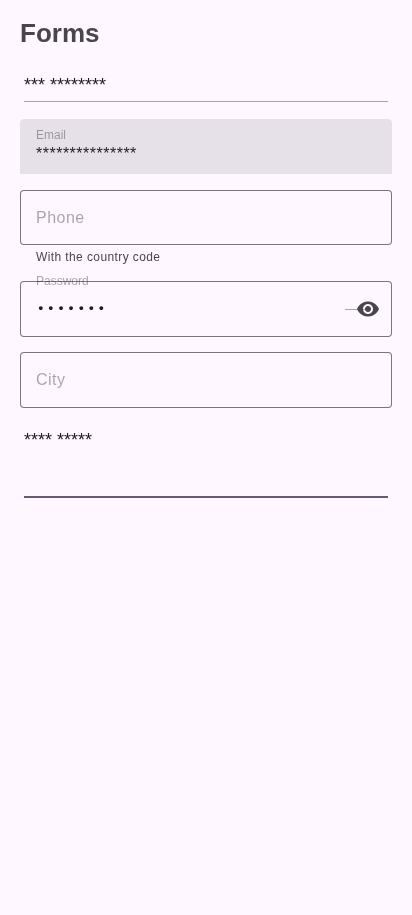 Forms
*** ********
Email
***************
Phone
With the country code
Password
•••••••
City
**** *****